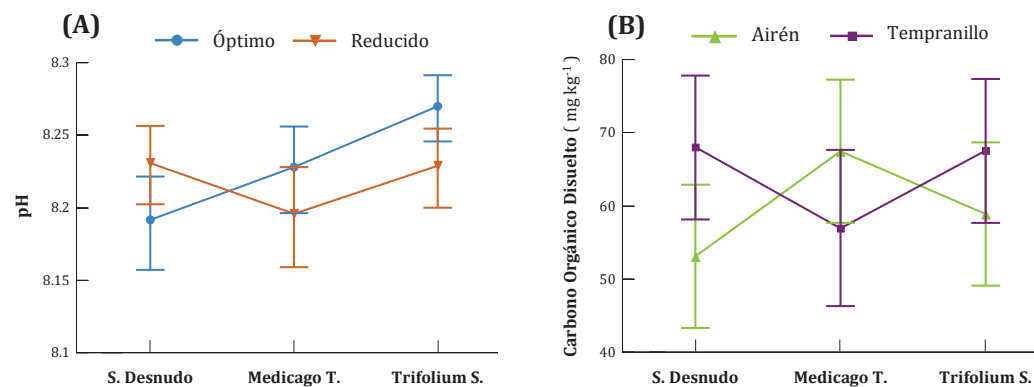 (A)
Óptimo Reducido
pH
8.3
8.25
8.2
8.15
8.1
S. Desnudo Medicago T. Trifolium S.
(B)
Airén Tempranillo
Carbono Orgánico Disuelto ( mg kg⁻¹ )
80
70
60
50
40
S. Desnudo Medicago T. Trifolium S.